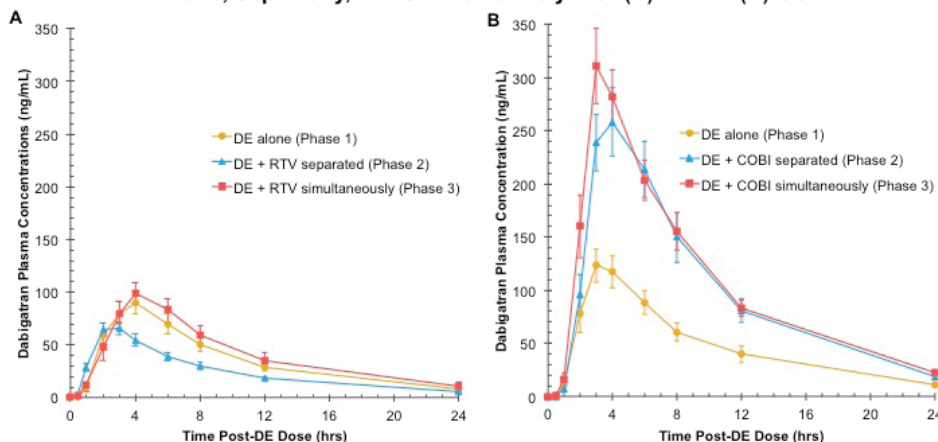 A
Dabigatran Plasma Concentrations (ng/mL)
350
300
250
200
150
100
50
0
DE alone (Phase 1)
DE + RTV separated (Phase 2)
DE + RTV simultaneously (Phase 3)
0 4 8 12 16 20 24
Time Post-DE Dose (hrs)
B
Dabigatran Plasma Concentration (ng/mL)
350
300
250
200
150
100
50
0
DE alone (Phase 1)
DE + COBI separated (Phase 2)
DE + COBI simultaneously (Phase 3)
0 4 8 12 16 20 24
Time Post-DE Dose (hrs)